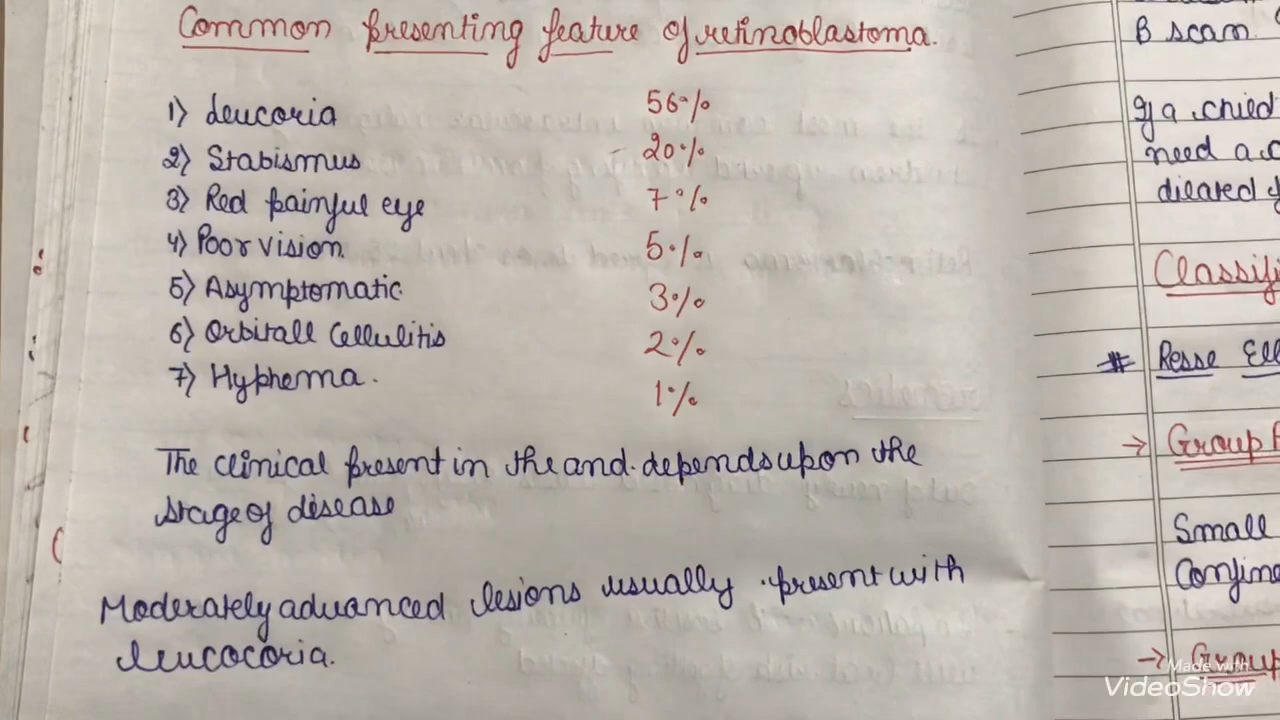 Common presenting feature of retinoblastoma.
1) Leucoria 56%
2) Stabismus - 20%
3) Red painful eye 7%
4) Poor vision 5%
5) Asymptomatic 3%
6) Orbitall Cellulitis 2%
7) Hyphema. 1%
The clinical present in the and depends upon the
stage of disease
Moderately advanced lesions usually present with
leucocoria.
B scan
If a child
need a
dilated
Classifi
# Resse Ell
→ Group
Small
Confine
→ Group
Made with
VideoShow